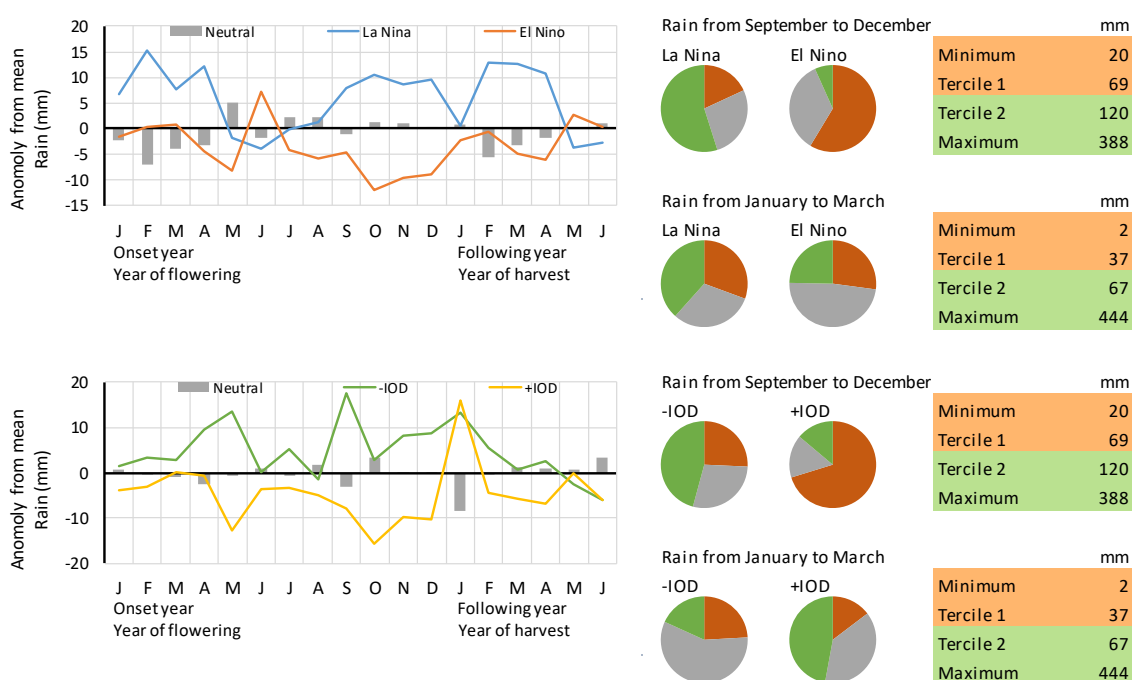 Anomoly from mean
Rain (mm)
20
15
10
5
0
-5
-10
-15
Neutral La Nina El Nino
J F M A M J J A S O N D J F M A M J
Onset year Following year
Year of flowering Year of harvest
Rain from September to December mm
La Nina El Nino
Minimum 20
Tercile 1 69
Tercile 2 120
Maximum 388
Rain from January to March mm
La Nina El Nino
Minimum 2
Tercile 1 37
Tercile 2 67
Maximum 444
Anomoly from mean
Rain (mm)
20
10
0
-10
-20
Neutral -IOD +IOD
J F M A M J J A S O N D J F M A M J
Onset year Following year
Year of flowering Year of harvest
Rain from September to December mm
-IOD +IOD
Minimum 20
Tercile 1 69
Tercile 2 120
Maximum 388
Rain from January to March mm
-IOD +IOD
Minimum 2
Tercile 1 37
Tercile 2 67
Maximum 444